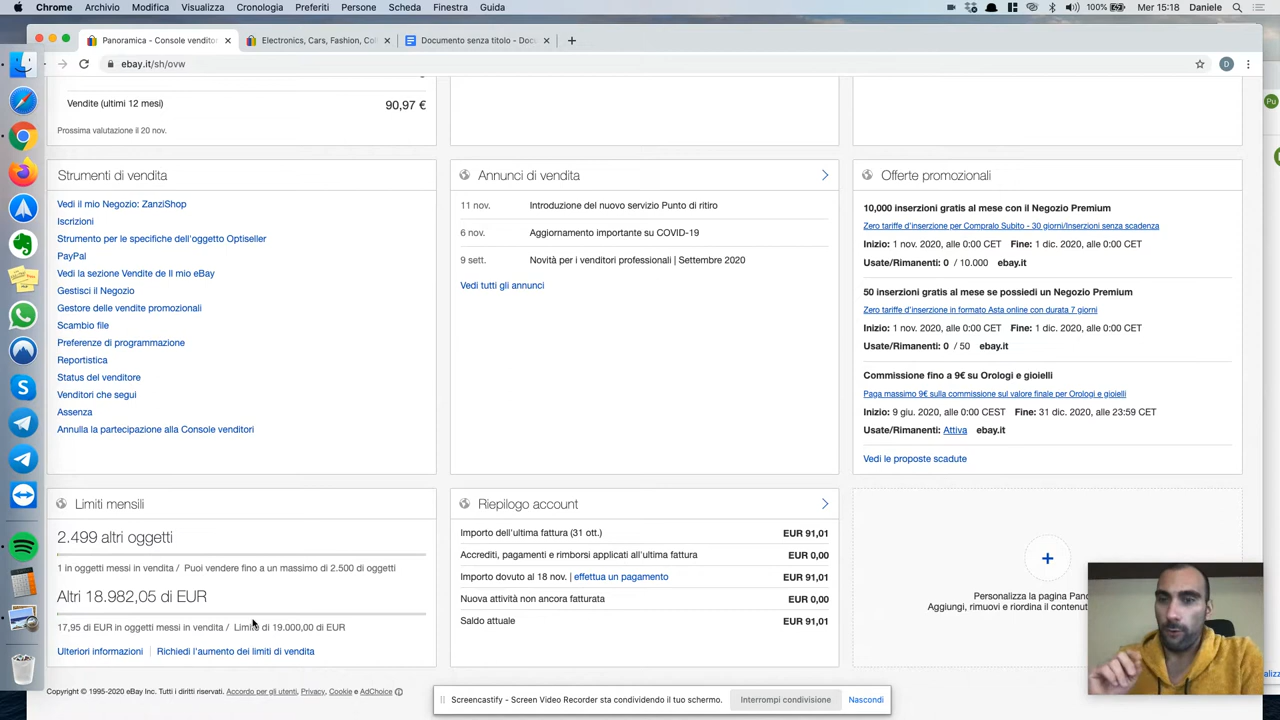 Chrome Archivio Modifica Visualizza Cronologia Preferiti Persone Scheda Finestra Guida 100% Mer 15:18 Daniele
Panoramica - Console venditor
Electronics, Cars, Fashion, Col
Documento senza titolo - Docu
ebay.it/sh/ovw
D
Pu
Vendite (ultimi 12 mesi) 90,97 €
Prossima valutazione il 20 nov.
Strumenti di vendita
Vedi il mio Negozio: ZanziShop
Iscrizioni
Strumento per le specifiche dell'oggetto Optiseller
PayPal
Vedi la sezione Vendite de Il mio eBay
Gestisci il Negozio
Gestore delle vendite promozionali
Scambio file
Preferenze di programmazione
Reportistica
Status del venditore
Venditori che segui
Assenza
Annulla la partecipazione alla Console venditori
Annunci di vendita
11 nov. Introduzione del nuovo servizio Punto di ritiro
6 nov. Aggiornamento importante su COVID-19
9 sett. Novità per i venditori professionali | Settembre 2020
Vedi tutti gli annunci
Offerte promozionali
10,000 inserzioni gratis al mese con il Negozio Premium
Zero tariffe d'inserzione per Compralo Subito - 30 giorni/Inserzioni senza scadenza
Inizio: 1 nov. 2020, alle 0:00 CET Fine: 1 dic. 2020, alle 0:00 CET
Usate/Rimanenti: 0 / 10.000 ebay.it
50 inserzioni gratis al mese se possiedi un Negozio Premium
Zero tariffe d'inserzione in formato Asta online con durata 7 giorni
Inizio: 1 nov. 2020, alle 0:00 CET Fine: 1 dic. 2020, alle 0:00 CET
Usate/Rimanenti: 0 / 50 ebay.it
Commissione fino a 9€ su Orologi e gioielli
Paga massimo 9€ sulla commissione sul valore finale per Orologi e gioielli
Inizio: 9 giu. 2020, alle 0:00 CEST Fine: 31 dic. 2020, alle 23:59 CET
Usate/Rimanenti: Attiva ebay.it
Vedi le proposte scadute
Limiti mensili
2.499 altri oggetti
1 in oggetti messi in vendita / Puoi vendere fino a un massimo di 2.500 di oggetti
Altri 18.982,05 di EUR
17,95 di EUR in oggetti messi in vendita / Limite di 19.000,00 di EUR
Ulteriori informazioni Richiedi l'aumento dei limiti di vendita
Riepilogo account
Importo dell'ultima fattura (31 ott.) EUR 91,01
Accrediti, pagamenti e rimborsi applicati all'ultima fattura EUR 0,00
Importo dovuto al 18 nov. | effettua un pagamento EUR 91,01
Nuova attività non ancora fatturata EUR 0,00
Saldo attuale EUR 91,01
Personalizza la pagina Pan
Aggiungi, rimuovi e riordina il contenut
Copyright © 1995-2020 eBay Inc. Tutti i diritti riservati. Accordo per gli utenti, Privacy, Cookie e AdChoice
Screencastify - Screen Video Recorder sta condividendo il tuo schermo. Interrompi condivisione Nascondi